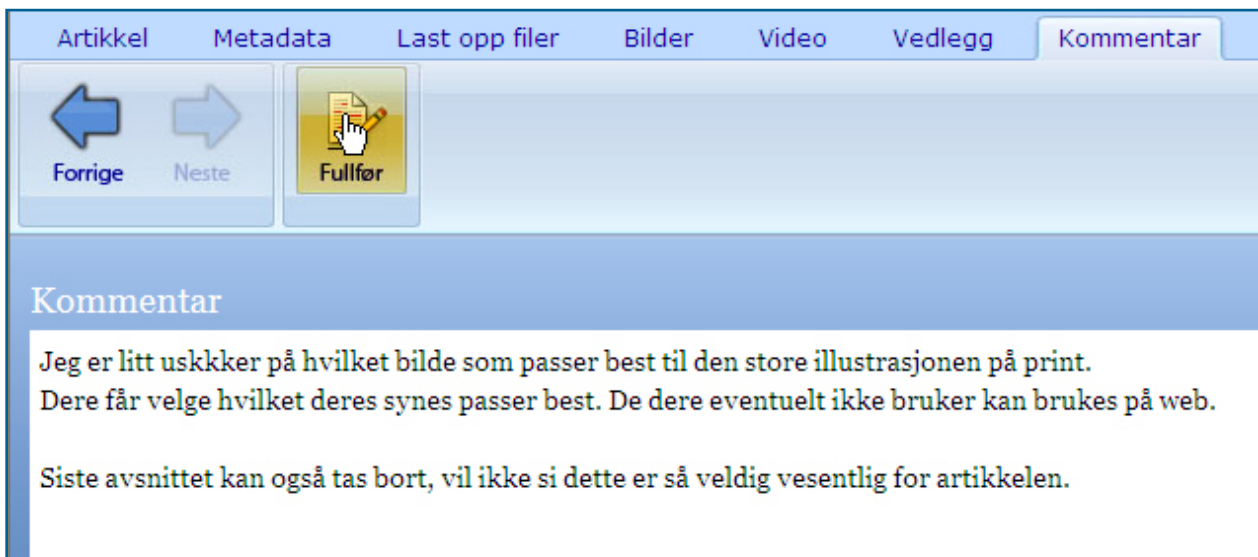 Artikkel Metadata Last opp filer Bilder Video Vedlegg Kommentar
Forrige Neste Fullfør
Kommentar
Jeg er litt uskkker på hvilket bilde som passer best til den store illustrasjonen på print.
Dere får velge hvilket deres synes passer best. De dere eventuelt ikke bruker kan brukes på web.
Siste avsnittet kan også tas bort, vil ikke si dette er så veldig vesentlig for artikkelen.